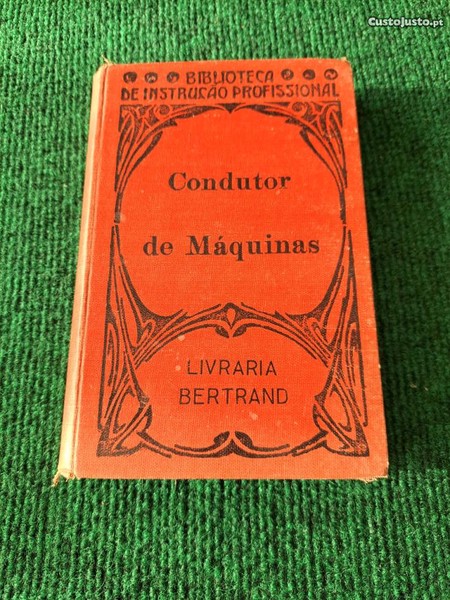 CustoJusto.pt
BIBLIOTECA
DE INSTRUÇÃO PROFISSIONAL
Condutor
de Máquinas
LIVRARIA
BERTRAND